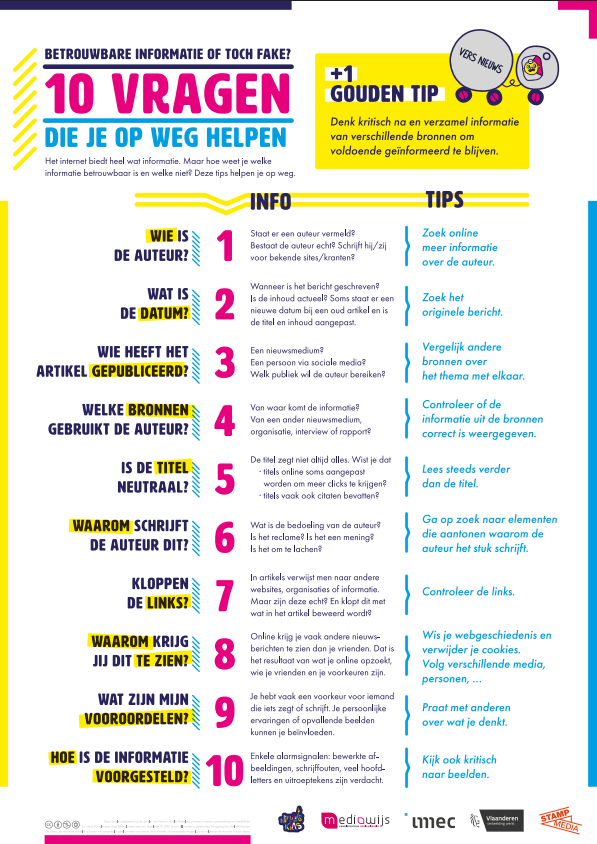 BETROUWBARE INFORMATIE OF TOCH FAKE?
10 VRAGEN
DIE JE OP WEG HELPEN
Het internet biedt heel wat informatie. Maar hoe weet je welke
informatie betrouwbaar is en welke niet? Deze tips helpen je op weg.
+1
GOUDEN TIP
Denk kritisch na en verzamel informatie
van verschillende bronnen om
voldoende geïnformeerd te blijven.
VERS NIEUWS
INFO
TIPS
WIE IS
DE AUTEUR?
1
Staat er een auteur vermeld?
Bestaat de auteur echt? Schrijft hij/zij
voor bekende sites/kranten?
Zoek online
meer informatie
over de auteur.
WAT IS
DE DATUM?
2
Wanneer is het bericht geschreven?
Is de inhoud actueel? Soms staat er een
nieuwe datum bij een oud artikel en is
de titel en inhoud aangepast.
Zoek het
originele bericht.
WIE HEEFT HET
ARTIKEL GEPUBLICEERD?
3
Een nieuwsmedium?
Een persoon via sociale media?
Welk publiek wil de auteur bereiken?
Vergelijk andere
bronnen over
het thema met elkaar.
WELKE BRONNEN
GEBRUIKT DE AUTEUR?
4
Van waar komt de informatie?
Van een ander nieuwsmedium,
organisatie, interview of rapport?
Controleer of de
informatie uit de bronnen
correct is weergegeven.
IS DE TITEL
NEUTRAAL?
5
De titel zegt niet altijd alles. Wist je dat
· titels online soms aangepast
worden om meer clicks te krijgen?
· titels vaak ook citaten bevatten?
Lees steeds verder
dan de titel.
WAAROM SCHRIJFT
DE AUTEUR DIT?
6
Wat is de bedoeling van de auteur?
Is het reclame? Is het een mening?
Is het om te lachen?
Ga op zoek naar elementen
die aantonen waarom de
auteur het stuk schrijft.
KLOPPEN
DE LINKS?
7
In artikels verwijst men naar andere
websites, organisaties of informatie.
Maar zijn deze echt? En klopt dit met
wat in het artikel beweerd wordt?
Controleer de links.
WAAROM KRIJG
JIJ DIT TE ZIEN?
8
Online krijg je vaak andere nieuws-
berichten te zien dan je vrienden. Dat is
het resultaat van wat je online opzoekt,
wie je vrienden en je voorkeuren zijn.
Wis je webgeschiedenis en
verwijder je cookies.
Volg verschillende media,
personen, ...
WAT ZIJN MIJN
VOOROORDELEN?
9
Je hebt vaak een voorkeur voor iemand
die iets zegt of schrijft. Je persoonlijke
ervaringen of opvallende beelden
kunnen je beïnvloeden.
Praat met anderen
over wat je denkt.
HOE IS DE INFORMATIE
VOORGESTELD?
10
Enkele alarmsignalen: bewerkte af-
beeldingen, schrijffouten, veel hoofd-
letters en uitroeptekens zijn verdacht.
Kijk ook kritisch
naar beelden.
mediawijs
imec
Vlaanderen
STAMP
MEDIA